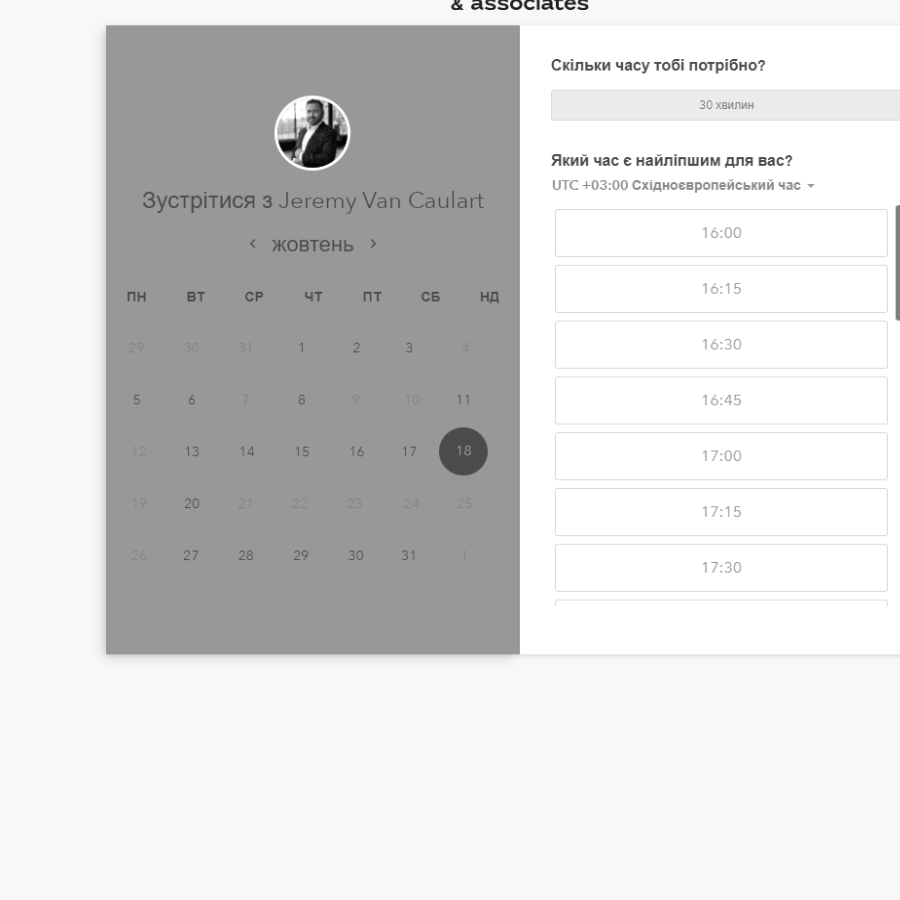 & associates
Зустрітися з Jeremy Van Caulart
жовтень
ПН ВТ СР ЧТ ПТ СБ НД
29 30 31 1 2 3 4
5 6 7 8 9 10 11
12 13 14 15 16 17 18
19 20 21 22 23 24 25
26 27 28 29 30 31 1
Скільки часу тобі потрібно?
30 хвилин
Який час є найліпшим для вас?
UTC +03:00 Східноєвропейський час
16:00
16:15
16:30
16:45
17:00
17:15
17:30